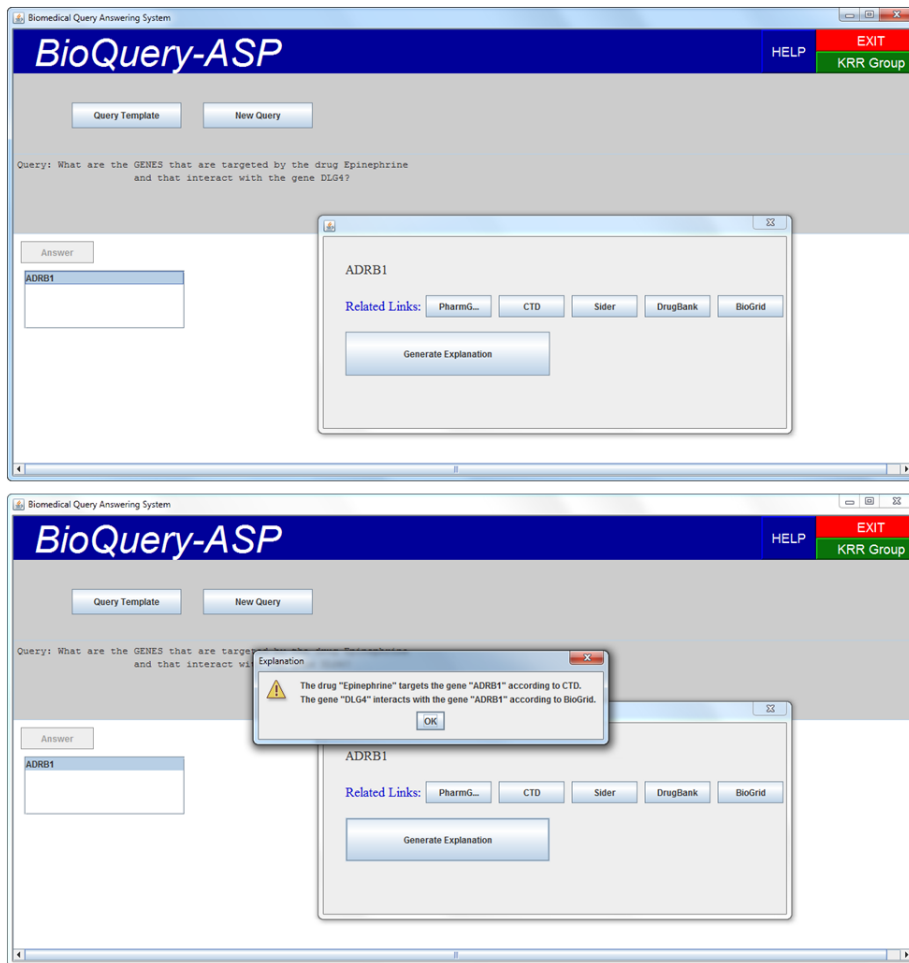 Biomedical Query Answering System
BioQuery-ASP
HELP
EXIT
KRR Group
Query Template
New Query
Query: What are the GENES that are targeted by the drug Epinephrine
and that interact with the gene DLG4?
Answer
ADRB1
ADRB1
Related Links:
PharmG...
CTD
Sider
DrugBank
BioGrid
Generate Explanation
Biomedical Query Answering System
BioQuery-ASP
HELP
EXIT
KRR Group
Query Template
New Query
Query: What are the GENES that are targeted by the drug Epinephrine
and that interact wi
Explanation
The drug "Epinephrine" targets the gene "ADRB1" according to CTD.
The gene "DLG4" interacts with the gene "ADRB1" according to BioGrid.
OK
Answer
ADRB1
ADRB1
Related Links:
PharmG...
CTD
Sider
DrugBank
BioGrid
Generate Explanation